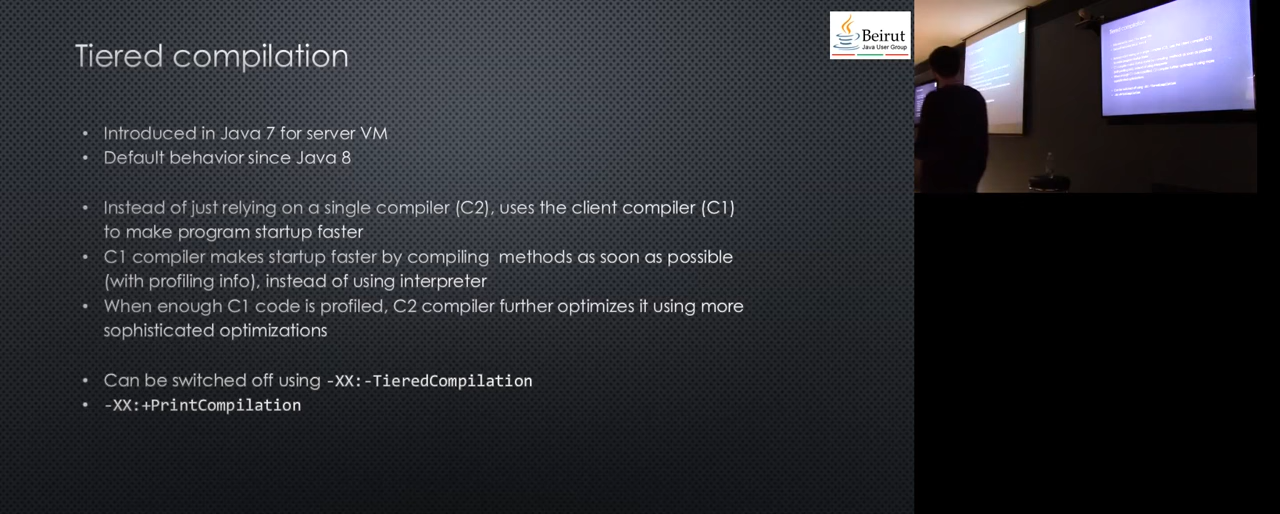 Tiered compilation
Beirut
Java User Group
• Introduced in Java 7 for server VM
• Default behavior since Java 8
• Instead of just relying on a single compiler (C2), uses the client compiler (C1)
to make program startup faster
• C1 compiler makes startup faster by compiling methods as soon as possible
(with profiling info), instead of using interpreter
• When enough C1 code is profiled, C2 compiler further optimizes it using more
sophisticated optimizations
• Can be switched off using -XX:-TieredCompilation
• -XX:+PrintCompilation
Tiered compilation